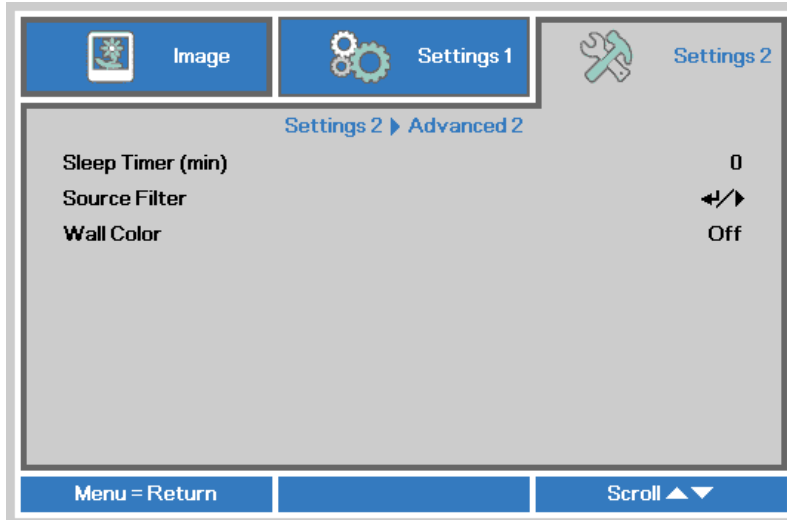 Image Settings 1 Settings 2
Settings 2 ▶ Advanced 2
Sleep Timer (min) 0
Source Filter ↵/▶
Wall Color Off
Menu = Return Scroll ▲▼